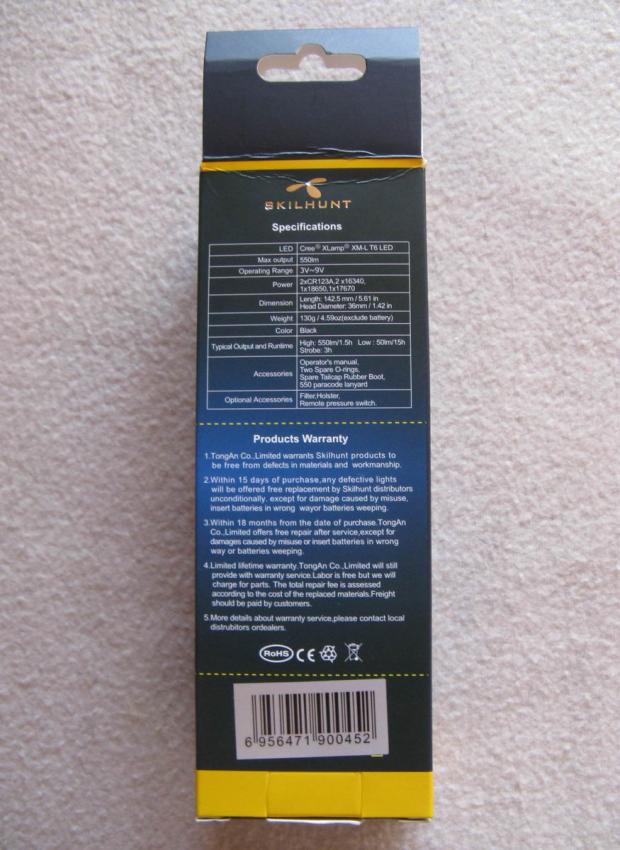 SKILHUNT
Specifications
LED Cree® XLamp® XM-L T6 LED
Max output 550lm
Operating Range 3V~9V
Power 2xCR123A,2 x16340,
1x18650,1x17670
Dimension Length: 142.5 mm / 5.61 in
Head Diameter: 36mm / 1.42 in
Weight 130g / 4.59oz(exclude battery)
Color Black
Typical Output and Runtime High: 550lm/1.5h Low : 50lm/15h
Strobe: 3h
Accessories Operator's manual,
Two Spare O-rings,
Spare Tailcap Rubber Boot,
550 paracode lanyard
Optional Accessories Filter,Holster,
Remote pressure switch.
Products Warranty
1.TongAn Co.,Limited warrants Skilhunt products to
be free from defects in materials and workmanship.
2.Within 15 days of purchase,any defective lights
will be offered free replacement by Skilhunt distributors
unconditionally. except for damage caused by misuse,
insert batteries in wrong wayor batteries weeping.
3.Within 18 months from the date of purchase.TongAn
Co.,Limited offers free repair after service,except for
damages caused by misuse or insert batteries in wrong
way or batteries weeping.
4.Limited lifetime warranty.TongAn Co.,Limited will still
provide with warranty service.Labor is free but we will
charge for parts. The total repair fee is assessed
according to the cost of the replaced materials.Freight
should be paid by customers.
5.More details about warranty service,please contact local
distrubitors ordealers.
RoHS CE
6 956471 900452